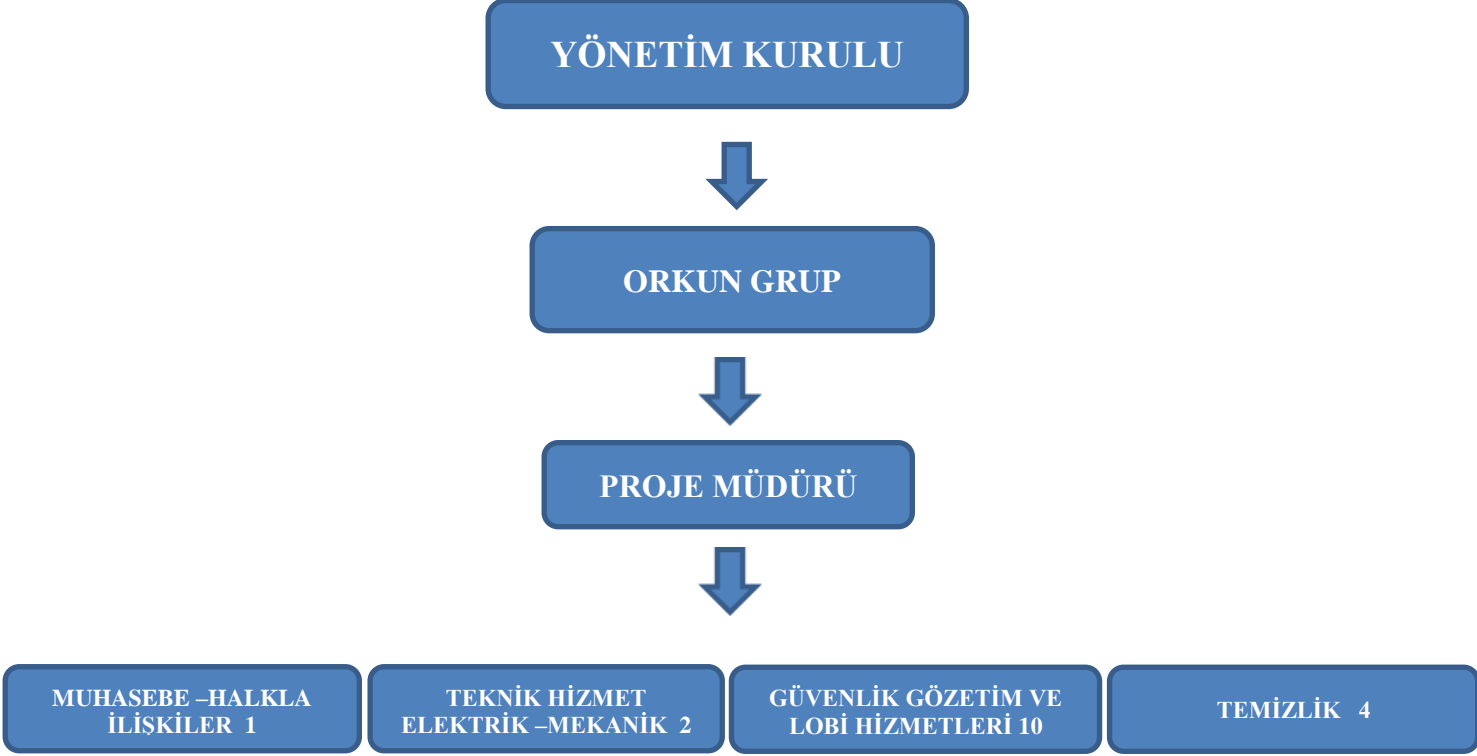 YÖNETİM KURULU
ORKUN GRUP
PROJE MÜDÜRÜ
MUHASEBE –HALKLA
İLİŞKİLER 1
TEKNİK HİZMET
ELEKTRİK –MEKANİK 2
GÜVENLİK GÖZETİM VE
LOBİ HİZMETLERİ 10
TEMİZLİK 4